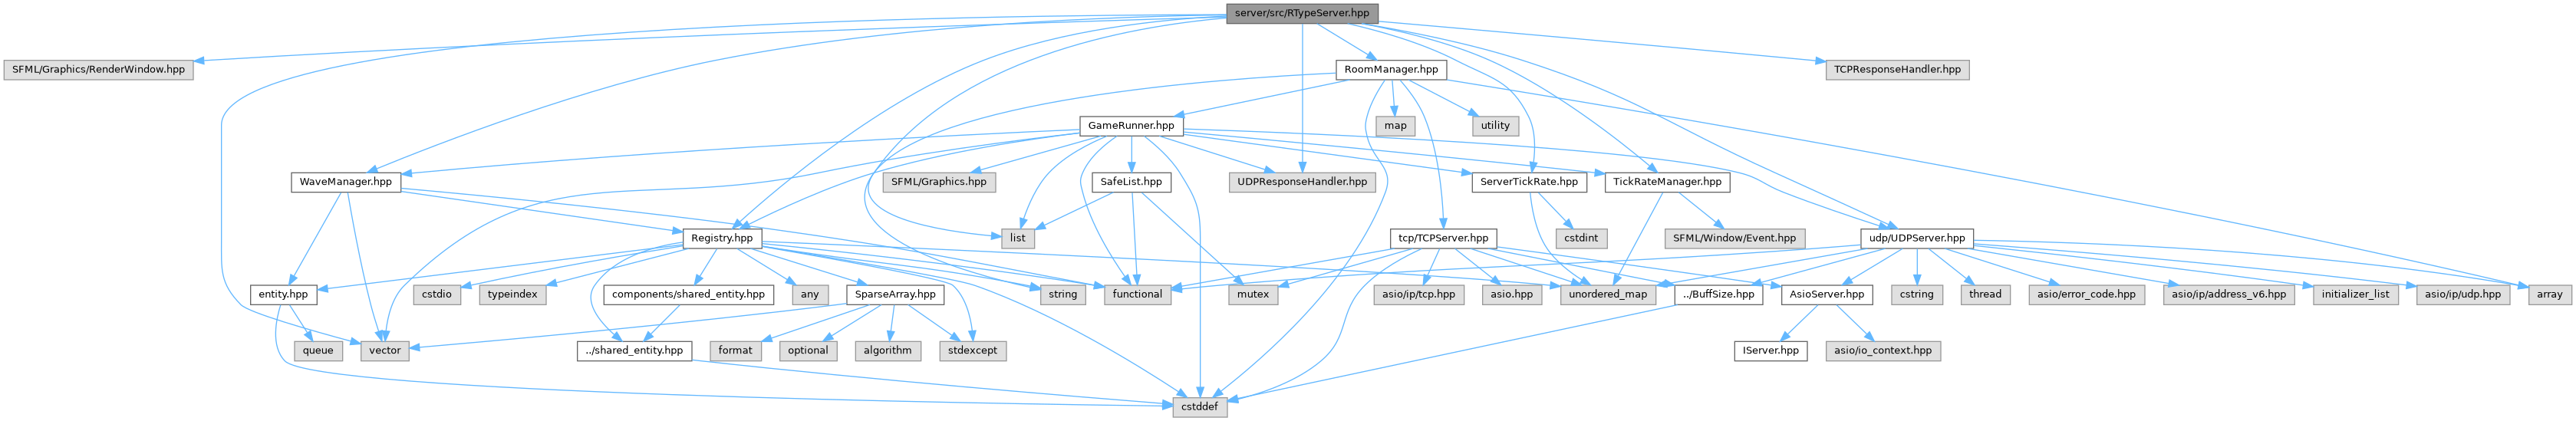 server/src/RTypeServer.hpp
SFML/Graphics/RenderWindow.hpp
RoomManager.hpp
TCPResponseHandler.hpp
GameRunner.hpp
map
utility
WaveManager.hpp
SFML/Graphics.hpp
SafeList.hpp
UDPResponseHandler.hpp
ServerTickRate.hpp
TickRateManager.hpp
Registry.hpp
list
tcp/TCPServer.hpp
cstdint
SFML/Window/Event.hpp
udp/UDPServer.hpp
entity.hpp
cstdio
typeindex
components/shared_entity.hpp
any
SparseArray.hpp
string
functional
mutex
asio/ip/tcp.hpp
asio.hpp
unordered_map
../BuffSize.hpp
AsioServer.hpp
cstring
thread
asio/error_code.hpp
asio/ip/address_v6.hpp
initializer_list
asio/ip/udp.hpp
array
queue
vector
../shared_entity.hpp
format
optional
algorithm
stdexcept
IServer.hpp
asio/io_context.hpp
cstddef